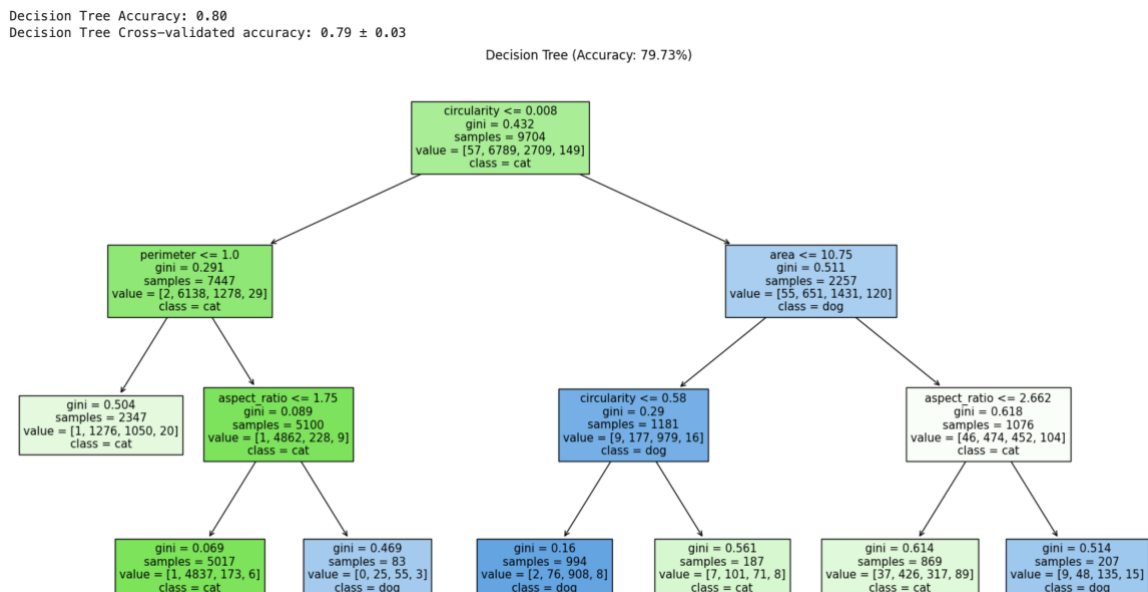 Decision Tree Accuracy: 0.80
Decision Tree Cross-validated accuracy: 0.79 ± 0.03
Decision Tree (Accuracy: 79.73%)
circularity <= 0.008
gini = 0.432
samples = 9704
value = [57, 6789, 2709, 149]
class = cat
perimeter <= 1.0
gini = 0.291
samples = 7447
value = [2, 6138, 1278, 29]
class = cat
area <= 10.75
gini = 0.511
samples = 2257
value = [55, 651, 1431, 120]
class = dog
gini = 0.504
samples = 2347
value = [1, 1276, 1050, 20]
class = cat
aspect_ratio <= 1.75
gini = 0.089
samples = 5100
value = [1, 4862, 228, 9]
class = cat
circularity <= 0.58
gini = 0.29
samples = 1181
value = [9, 177, 979, 16]
class = dog
aspect_ratio <= 2.662
gini = 0.618
samples = 1076
value = [46, 474, 452, 104]
class = cat
gini = 0.069
samples = 5017
value = [1, 4837, 173, 6]
class = cat
gini = 0.469
samples = 83
value = [0, 25, 55, 3]
class = dog
gini = 0.16
samples = 994
value = [2, 76, 908, 8]
class = dog
gini = 0.561
samples = 187
value = [7, 101, 71, 8]
class = cat
gini = 0.614
samples = 869
value = [37, 426, 317, 89]
class = cat
gini = 0.514
samples = 207
value = [9, 48, 135, 15]
class = dog